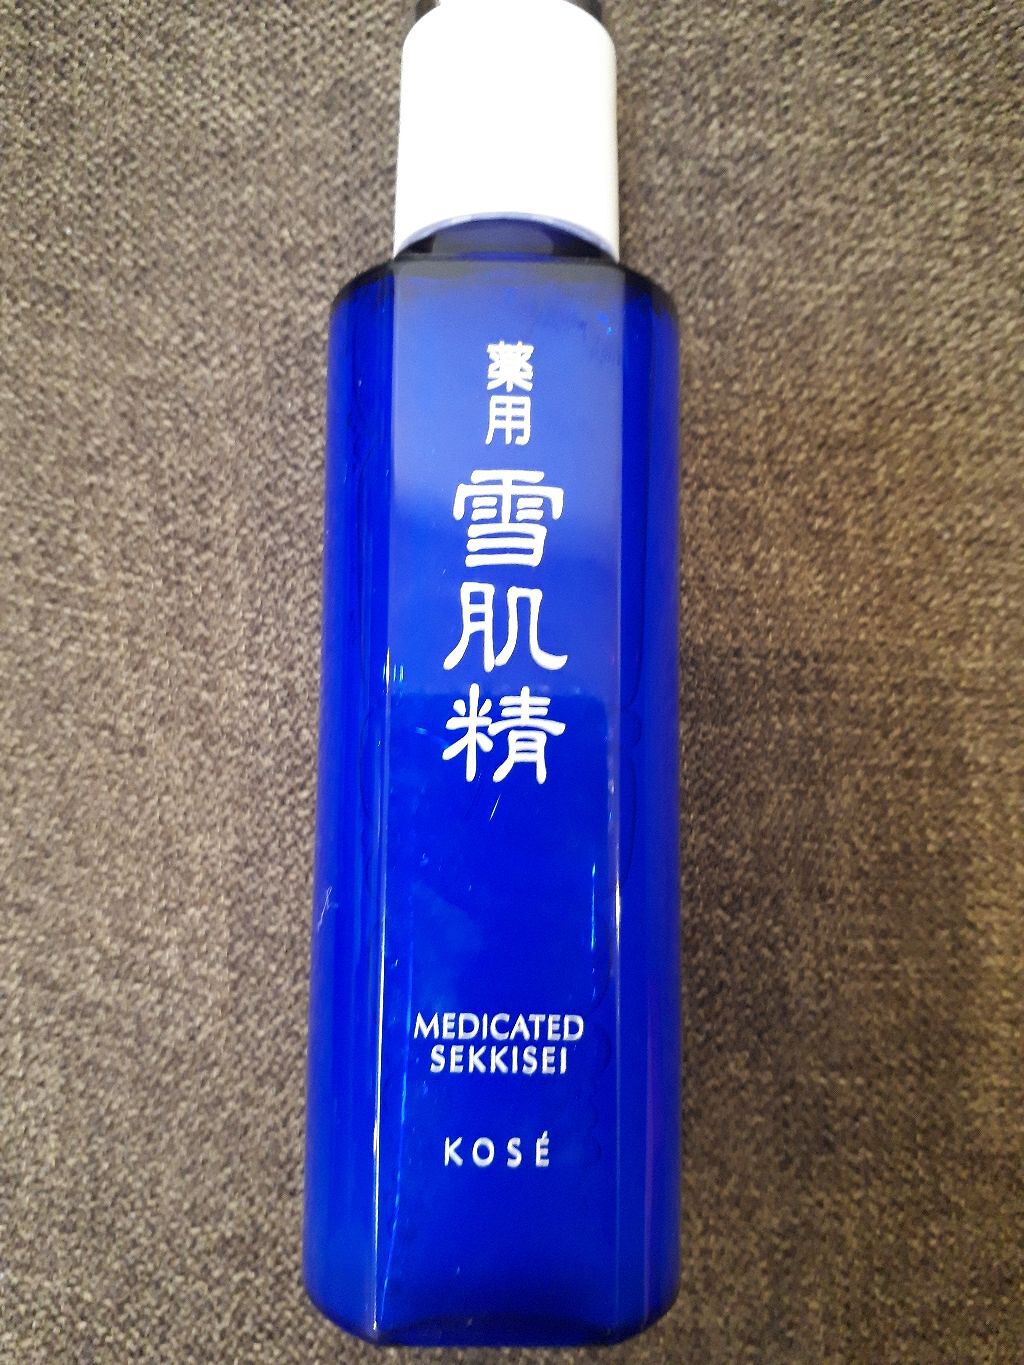 薬用
雪肌精
MEDICATED
SEKKISEI
KOSÉ